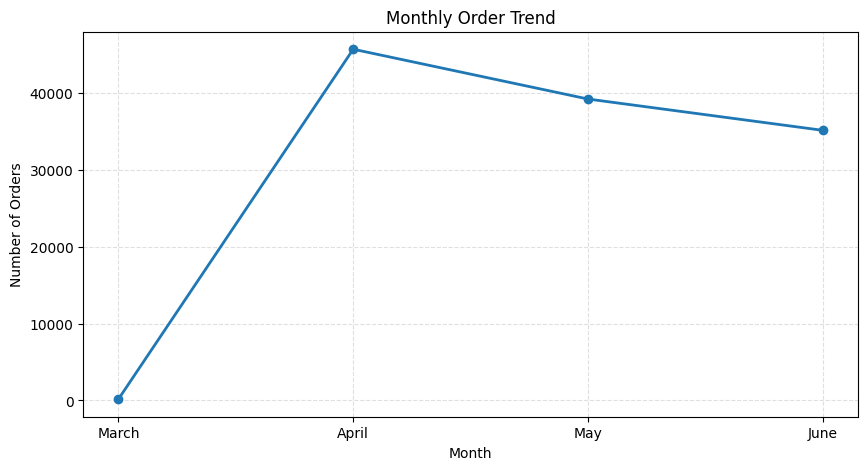 Monthly Order Trend
Number of Orders
40000
30000
20000
10000
0
March April May June
Month